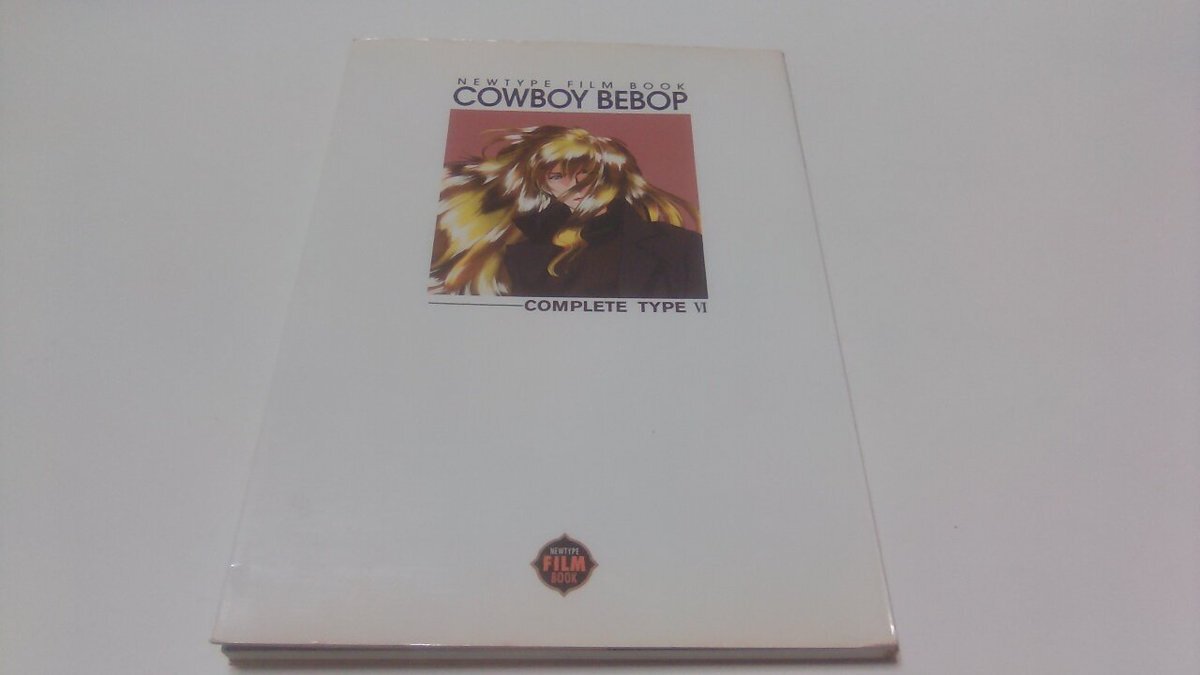 NEWTYPE FILM BOOK
COWBOY BEBOP
COMPLETE TYPE Ⅵ
NEWTYPE
FILM
BOOK